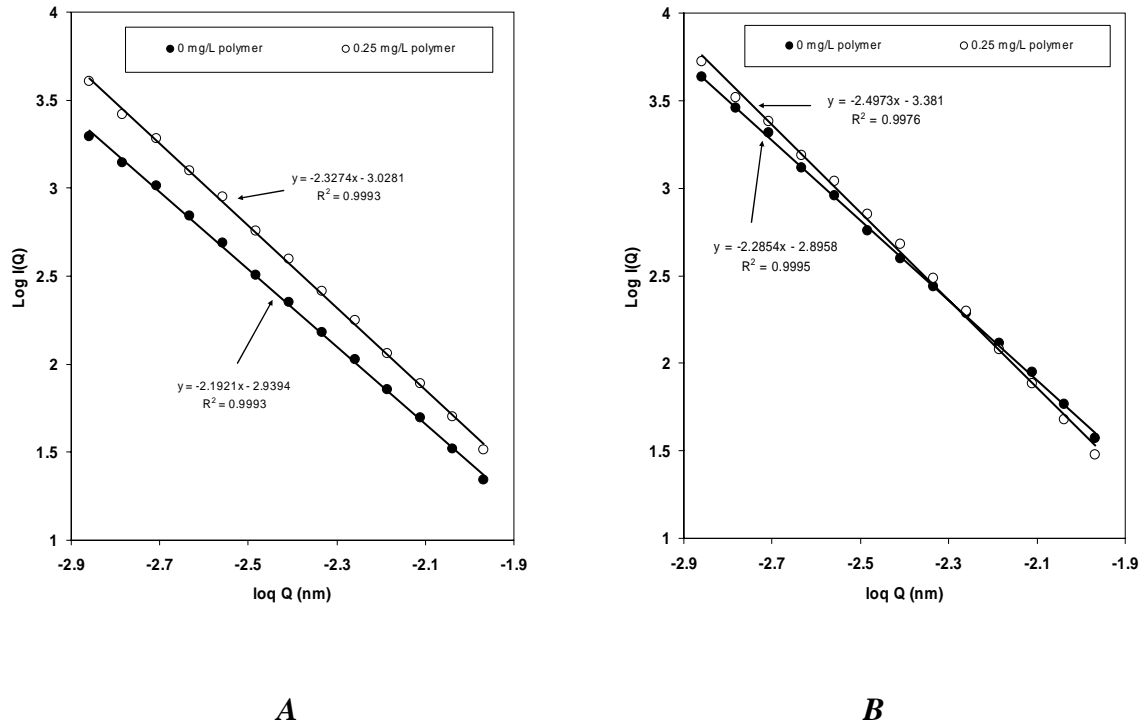 0 mg/L polymer 0.25 mg/L polymer
4
3.5
3
2.5
2
1.5
1
Log I(Q)
y = -2.3274x - 3.0281
R² = 0.9993
y = -2.1921x - 2.9394
R² = 0.9993
-2.9 -2.7 -2.5 -2.3 -2.1 -1.9
loq Q (nm)
A
0 mg/L polymer 0.25 mg/L polymer
4
3.5
3
2.5
2
1.5
1
Log I(Q)
y = -2.4973x - 3.381
R² = 0.9976
y = -2.2854x - 2.8958
R² = 0.9995
-2.9 -2.7 -2.5 -2.3 -2.1 -1.9
loq Q (nm)
B